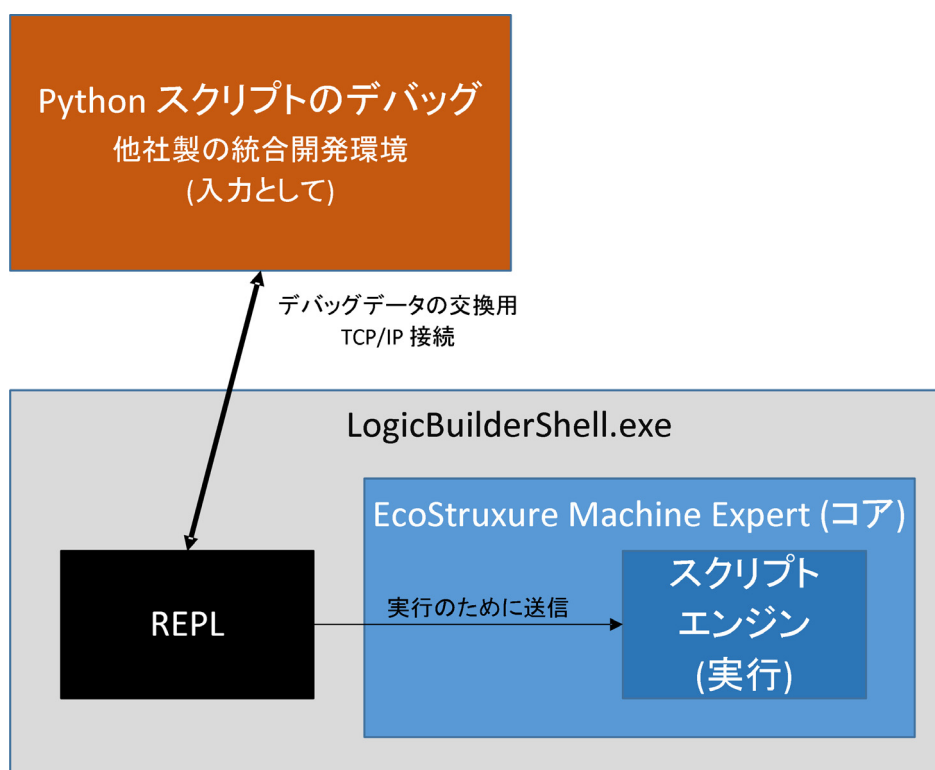 Python スクリプトのデバッグ
他社製の統合開発環境
(入力として)
デバッグデータの交換用
TCP/IP 接続
LogicBuilderShell.exe
EcoStruxure Machine Expert (コア)
REPL
実行のために送信
スクリプト
エンジン
(実行)